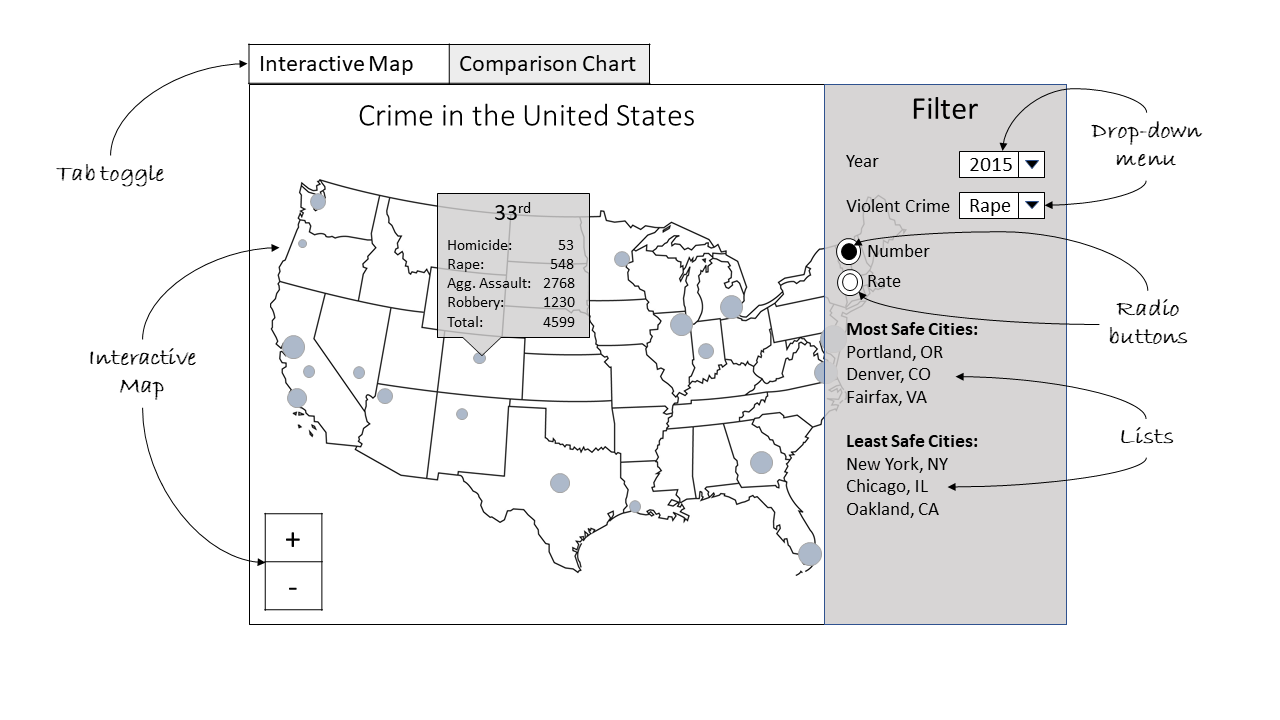 Interactive Map
Comparison Chart
Crime in the United States
Filter
Year
2015
Violent Crime
Rape
Number
Rate
Most Safe Cities:
Portland, OR
Denver, CO
Fairfax, VA
Least Safe Cities:
New York, NY
Chicago, IL
Oakland, CA
33rd
Homicide: 53
Rape: 548
Agg. Assault: 2768
Robbery: 1230
Total: 4599
+
-
Tab toggle
Interactive
Map
Drop-down
menu
Radio
buttons
Lists